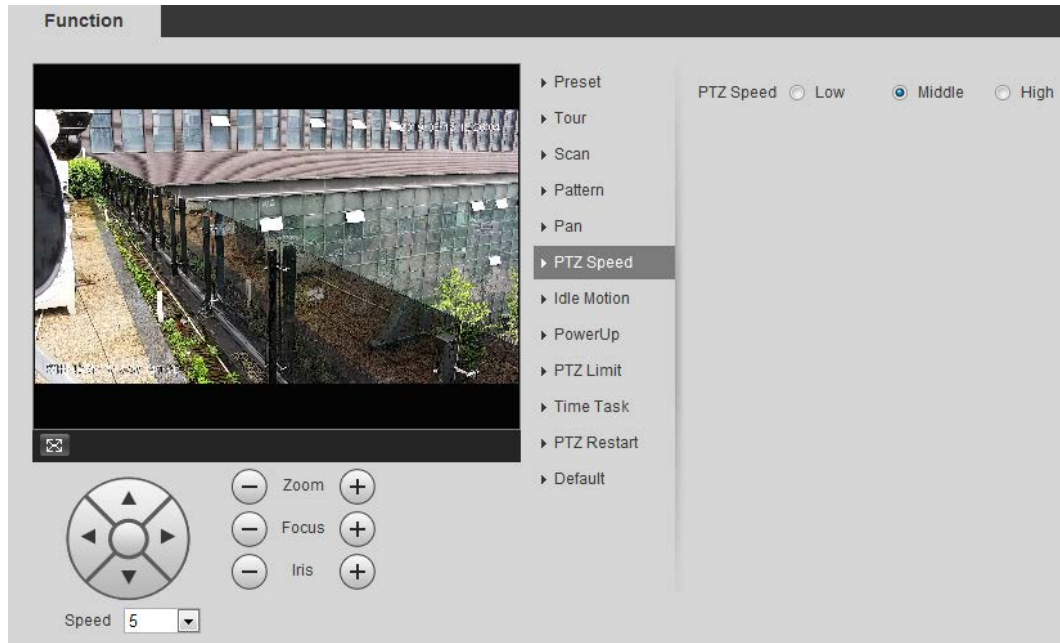 Function
Preset
Tour
Scan
Pattern
Pan
PTZ Speed
Idle Motion
PowerUp
PTZ Limit
Time Task
PTZ Restart
Default
PTZ Speed Low Middle High
Zoom
Focus
Iris
Speed 5